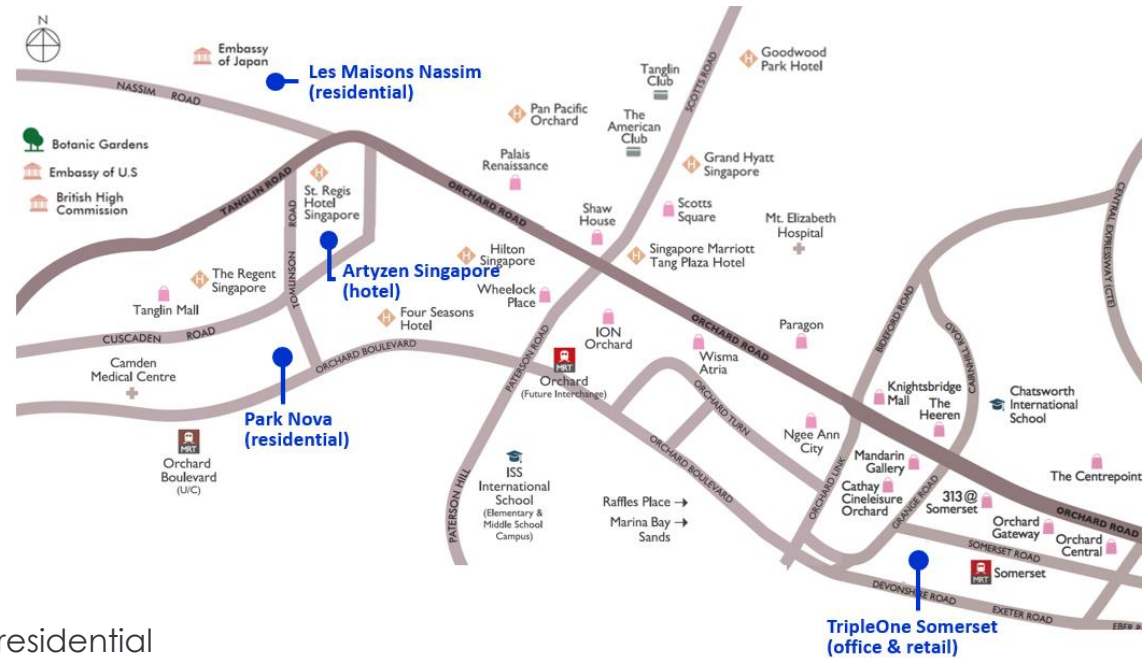 N
Embassy
of Japan
Les Maisons Nassim
(residential)
NASSIM ROAD
Botanic Gardens
Embassy of U.S
British High
Commission
TANGLIN ROAD
H
St. Regis
Hotel
Singapore
TOMLINSON ROAD
Artyzen Singapore
(hotel)
H
The Regent
Singapore
Tanglin Mall
CUSCADEN ROAD
Camden
Medical Centre
Park Nova
(residential)
MRT
Orchard
Boulevard
(U/C)
ORCHARD BOULEVARD
H
Four Seasons
Hotel
H
Hilton
Singapore
Wheelock
Place
H
Pan Pacific
Orchard
Palais
Renaissance
ORCHARD ROAD
Tanglin
Club
The
American
Club
SCOTTS ROAD
H
Goodwood
Park Hotel
H
Grand Hyatt
Singapore
Shaw
House
Scotts
Square
H
Singapore Marriott
Tang Plaza Hotel
Mt. Elizabeth
Hospital
PATERSON ROAD
ION
Orchard
MRT
Orchard
(Future Interchange)
Wisma
Atria
ORCHARD ROAD
Paragon
ORCHARD TURN
ORCHARD BOULEVARD
PATERSON HILL
ISS
International
School
(Elementary &
Middle School
Campus)
Raffles Place →
Marina Bay →
Sands
Ngee Ann
City
ORCHARD LINK
BIDEFORD ROAD
CAIRNHILL ROAD
CENTRAL EXPRESSWAY (CTE)
Knightsbridge
Mall
The
Heeren
Chatsworth
International
School
Mandarin
Gallery
Cathay
Cineleisure
Orchard
GRANGE ROAD
313@
Somerset
The Centrepoint
Orchard
Gateway
Orchard
Central
ORCHARD ROAD
SOMERSET ROAD
MRT
Somerset
DEVONSHIRE ROAD
EXETER ROAD
TripleOne Somerset
(office & retail)
residential